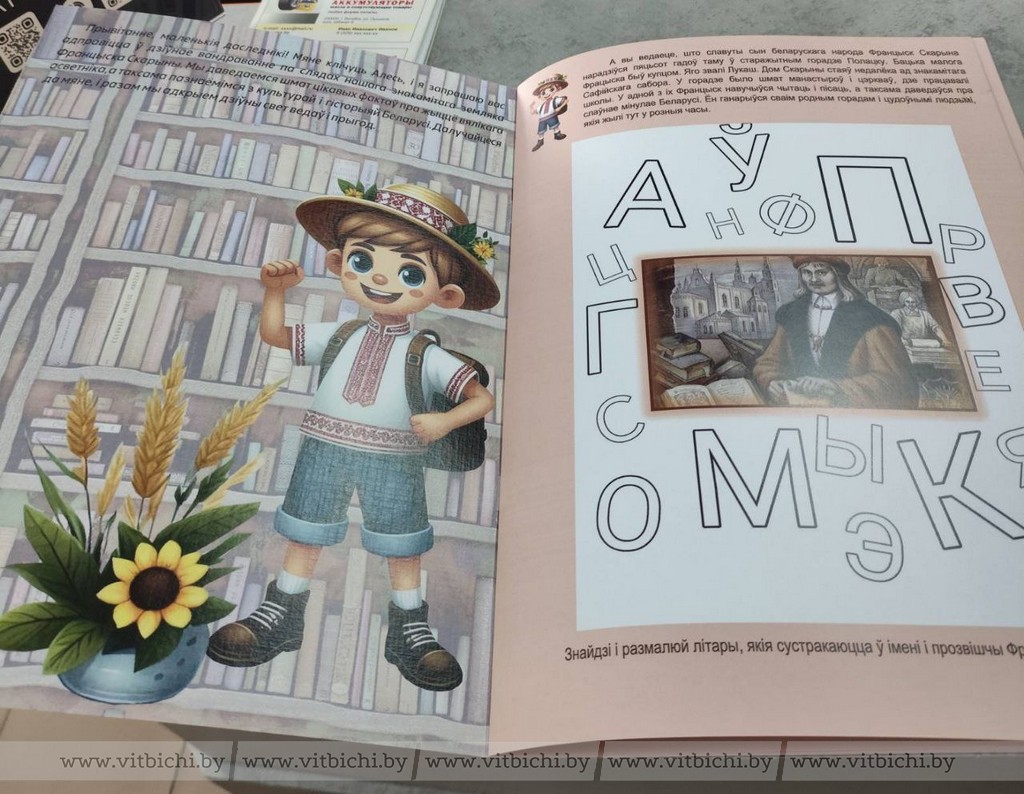 АККУМУЛЯТОРЫ
Прывітанне, маленькія даследнікі! Мяне клічуць Алесь, і я запрашаю вас
адправіцца ў дзіўнае вандраванне па слядах нашага знакамітага земляка
Францыска Скарыны. Мы даведаемся шмат цікавых фактаў пра жыцце вялікага
асветніка, а таксама пазнаёмімся з культурай і гісторыяй Беларусі. Далучайцеся
да мяне, і разам мы адкрыем дзіўны свет ведаў і прыгод.
А вы ведаеце, што славуты сын беларускага народа Францыск Скарына
нарадзіўся пяцьсот гадоў таму ў старажытным горадзе Полацку. Бацька малога
Францыска быў купцом. Яго звалі Лукаш. Дом Скарыны стаяў недалёка ад знакамітага
Сафійскага сабора. У горадзе было шмат манастыроў і цэркваў, дзе працавалі
школы. У адной з іх Францыск навучыўся чытаць і пісаць, а таксама даведаўся пра
слаўнае мінулае Беларусі. Ён ганарыўся сваім родным горадам і цудоўнымі людзьмі,
якія жылі тут у розныя часы.
А Ў П
Н Ф
Ц Р
Г В
Е
С
М Ы К Я
О Э
Знайдзі і размалюй літары, якія сустракаюцца ў імені і прозвішчы Фр
www.vitbichi.by / www.vitbichi.by / www.vitbichi.by / www.vitbichi.by / www.vitbichi.by